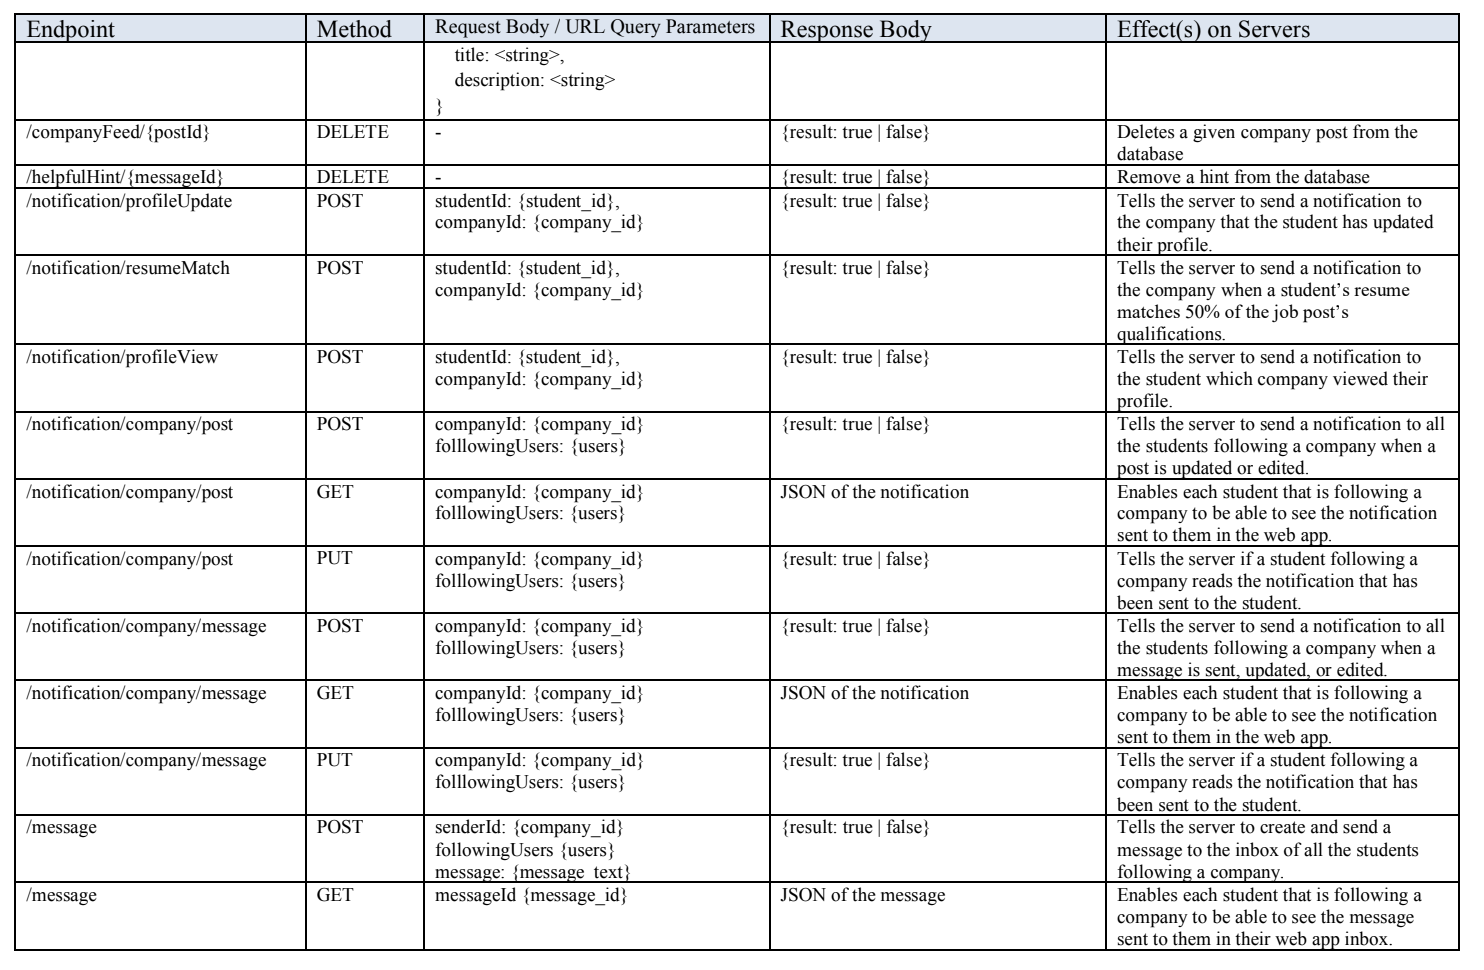 Endpoint Method Request Body / URL Query Parameters Response Body Effect(s) on Servers
title: <string>,
description: <string>
}
/companyFeed/{postId} DELETE - {result: true | false} Deletes a given company post from the
database
/helpfulHint/{messageId} DELETE - {result: true | false} Remove a hint from the database
/notification/profileUpdate POST studentId: {student_id}, {result: true | false} Tells the server to send a notification to
companyId: {company_id} the company that the student has updated
their profile.
/notification/resumeMatch POST studentId: {student_id}, {result: true | false} Tells the server to send a notification to
companyId: {company_id} the company when a student’s resume
matches 50% of the job post’s
qualifications.
/notification/profileView POST studentId: {student_id}, {result: true | false} Tells the server to send a notification to
companyId: {company_id} the student which company viewed their
profile.
/notification/company/post POST companyId: {company_id} {result: true | false} Tells the server to send a notification to all
folllowingUsers: {users} the students following a company when a
post is updated or edited.
/notification/company/post GET companyId: {company_id} JSON of the notification Enables each student that is following a
folllowingUsers: {users} company to be able to see the notification
sent to them in the web app.
/notification/company/post PUT companyId: {company_id} {result: true | false} Tells the server if a student following a
folllowingUsers: {users} company reads the notification that has
been sent to the student.
/notification/company/message POST companyId: {company_id} {result: true | false} Tells the server to send a notification to all
folllowingUsers: {users} the students following a company when a
message is sent, updated, or edited.
/notification/company/message GET companyId: {company_id} JSON of the notification Enables each student that is following a
folllowingUsers: {users} company to be able to see the notification
sent to them in the web app.
/notification/company/message PUT companyId: {company_id} {result: true | false} Tells the server if a student following a
folllowingUsers: {users} company reads the notification that has
been sent to the student.
/message POST senderId: {company_id} {result: true | false} Tells the server to create and send a
followingUsers {users} message to the inbox of all the students
message: {message_text} following a company.
/message GET messageId {message_id} JSON of the message Enables each student that is following a
company to be able to see the message
sent to them in their web app inbox.